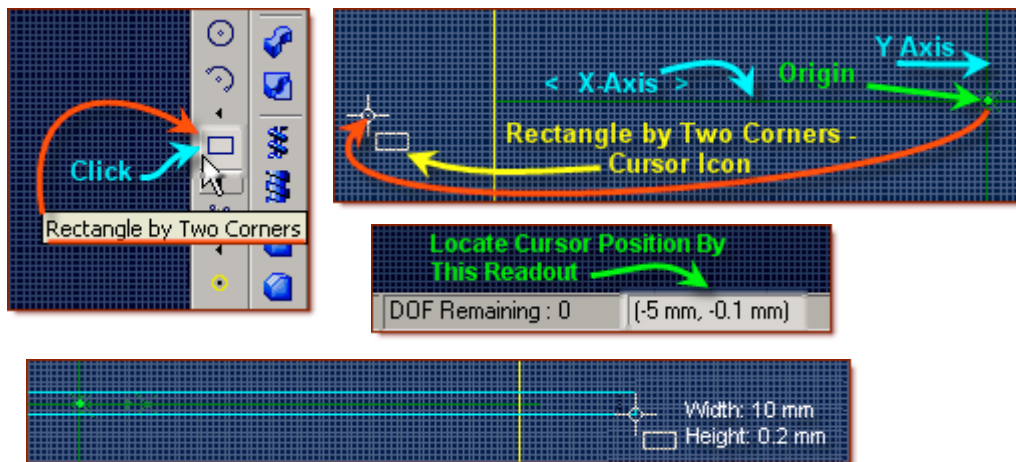 Click
Rectangle by Two Corners
Y Axis
< X-Axis >
Origin
Rectangle by Two Corners -
Cursor Icon
Locate Cursor Position By
This Readout
DOF Remaining : 0
(-5 mm, -0.1 mm)
Width: 10 mm
Height: 0.2 mm